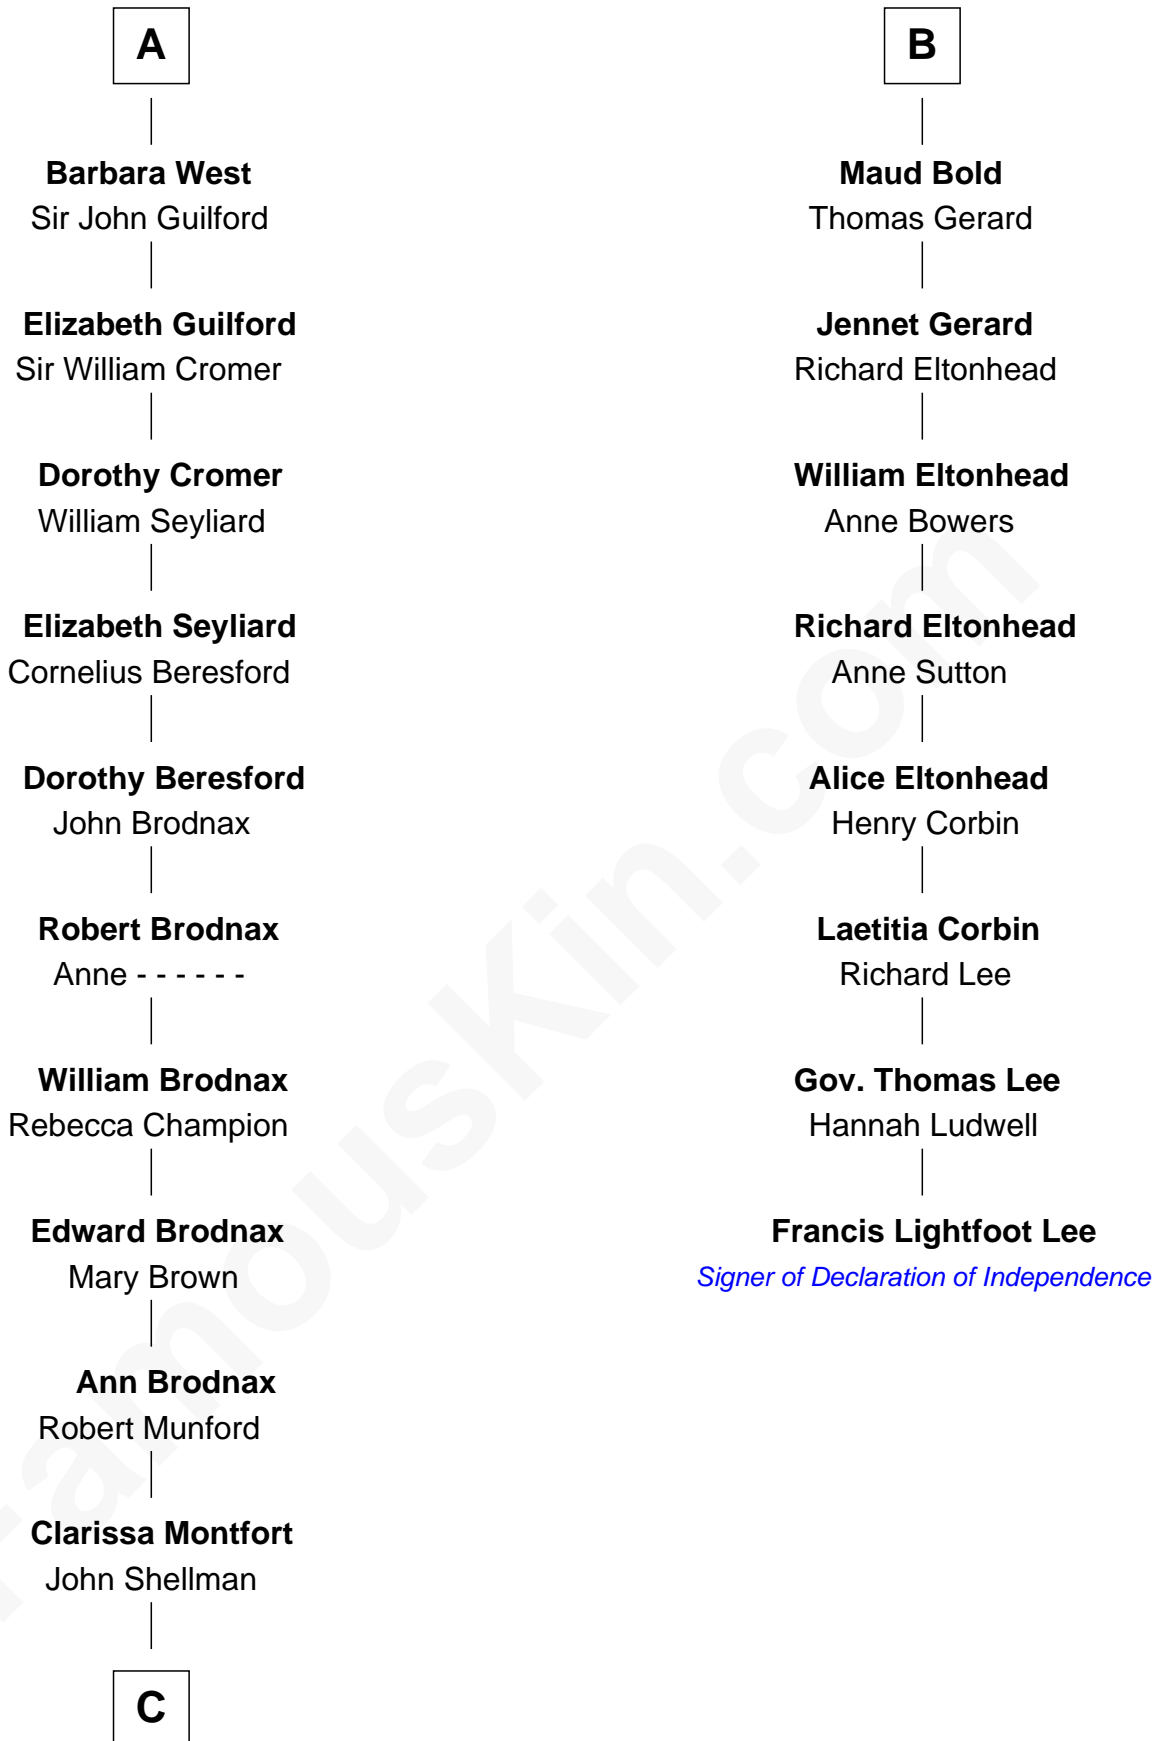 A
Barbara West
Sir John Guilford
Elizabeth Guilford
Sir William Cromer
Dorothy Cromer
William Seyliard
Elizabeth Seyliard
Cornelius Beresford
Dorothy Beresford
John Brodnax
Robert Brodnax
Anne - - - - - -
William Brodnax
Rebecca Champion
Edward Brodnax
Mary Brown
Ann Brodnax
Robert Munford
Clarissa Montfort
John Shellman
C
B
Maud Bold
Thomas Gerard
Jennet Gerard
Richard Eltonhead
William Eltonhead
Anne Bowers
Richard Eltonhead
Anne Sutton
Alice Eltonhead
Henry Corbin
Laetitia Corbin
Richard Lee
Gov. Thomas Lee
Hannah Ludwell
Francis Lightfoot Lee
Signer of Declaration of Independence
FamousKin.com